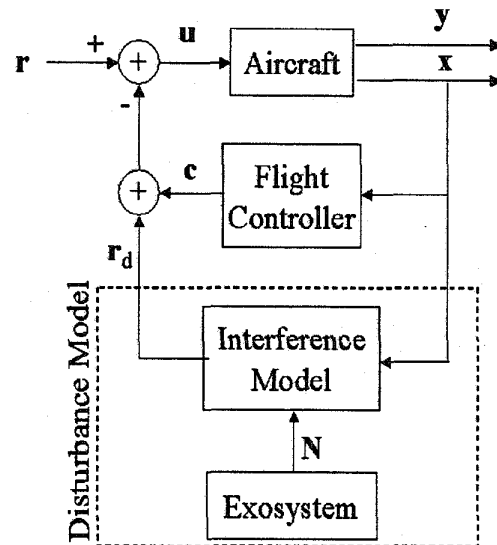 y
u
+
r
+
Aircraft
x
-
c
+
Flight
Controller
r_d
Interference
Model
Disturbance Model
N
Exosystem